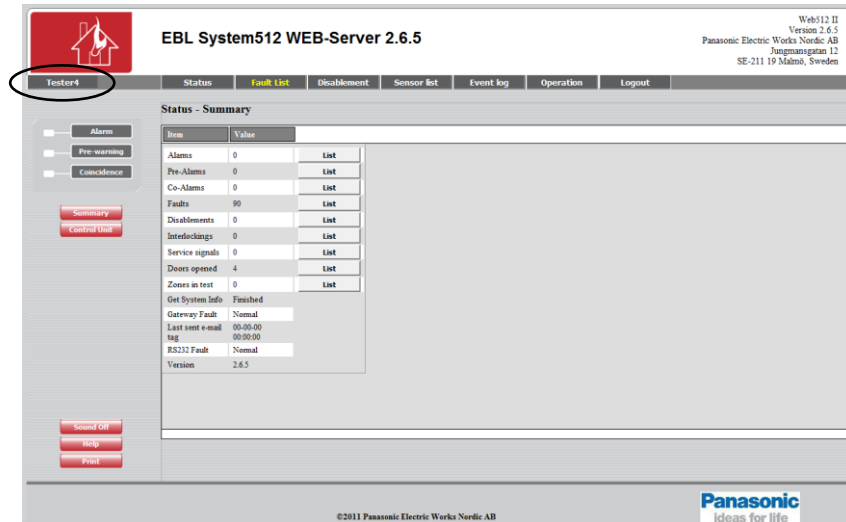 EBL System512 WEB-Server 2.6.5
Web512 II
Version 2.6.5
Panasonic Electric Works Nordic AB
Jungmansgatan 12
SE-211 19 Malmö, Sweden
Tester4
Status Fault List Disablement Sensor list Event log Operation Logout
Status - Summary
Alarm
Pre-warning
Coincidence
Summary
Control Unit
Item Value
Alarms 0 List
Pre-Alarms 0 List
Co-Alarms 0 List
Faults 90 List
Disablements 0 List
Interlockings 0 List
Service signals 0 List
Doors opened 4 List
Zones in test 0 List
Get System Info Finished
Gateway Fault Normal
Last sent e-mail 00-00-00
tag 00:00:00
RS232 Fault Normal
Version 2.6.5
Sound Off
Help
Print
©2011 Panasonic Electric Works Nordic AB
Panasonic
ideas for life